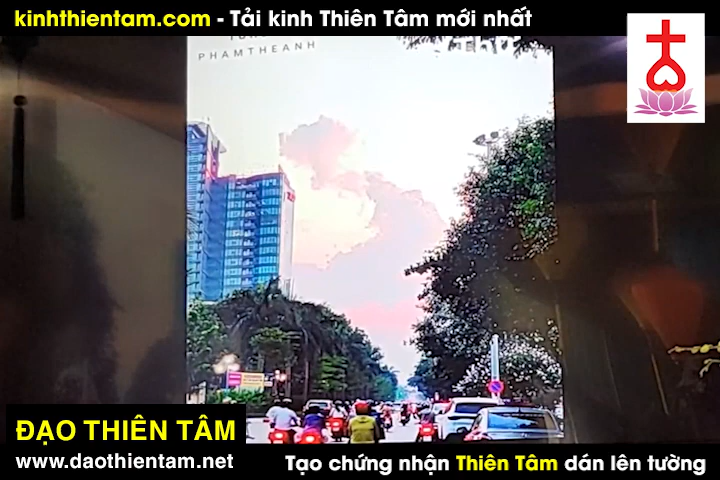 kinhthientam.com - Tải kinh Thiên Tâm mới nhất
PHAMTHEANH
ĐẠO THIÊN TÂM
www.daothientam.net
Tạo chứng nhận Thiên Tâm dán lên tường